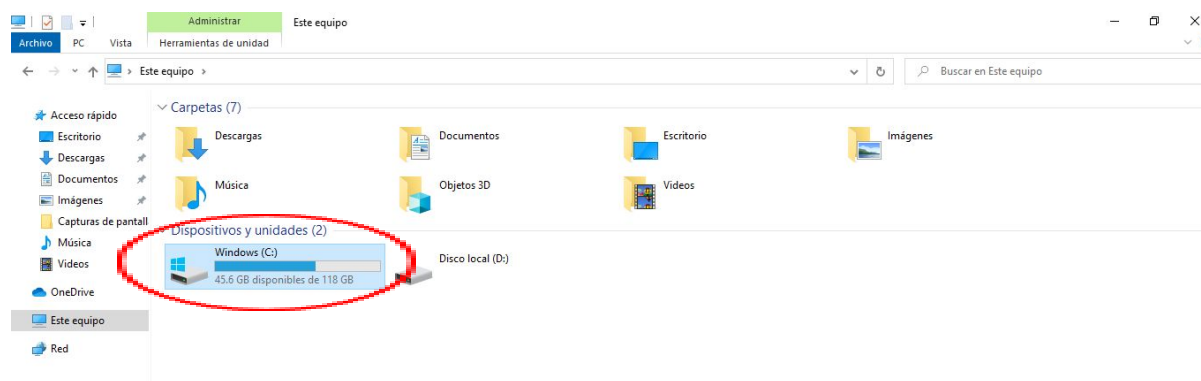 Administrar
Este equipo
Archivo
PC
Vista
Herramientas de unidad
Este equipo
Buscar en Este equipo
Acceso rápido
Escritorio
Descargas
Documentos
Imágenes
Capturas de pantall
Música
Videos
OneDrive
Este equipo
Red
Carpetas (7)
Descargas
Documentos
Escritorio
Imágenes
Música
Objetos 3D
Videos
Dispositivos y unidades (2)
Windows (C:)
45.6 GB disponibles de 118 GB
Disco local (D:)